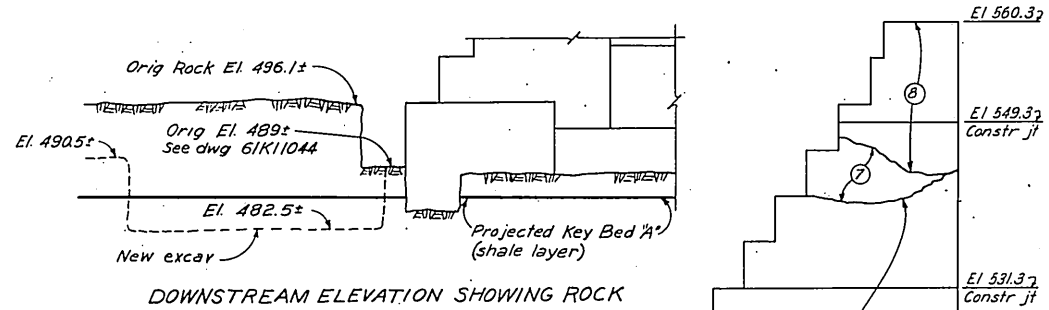 Orig Rock El. 496.1±
Orig El. 489±
See dwg 61K11044
El. 490.5±
El. 482.5±
New excav
Projected Key Bed "A"
(shale layer)
DOWNSTREAM ELEVATION SHOWING ROCK
El 560.3
8
El 549.3
Constr jt
7
El 531.3
Constr jt